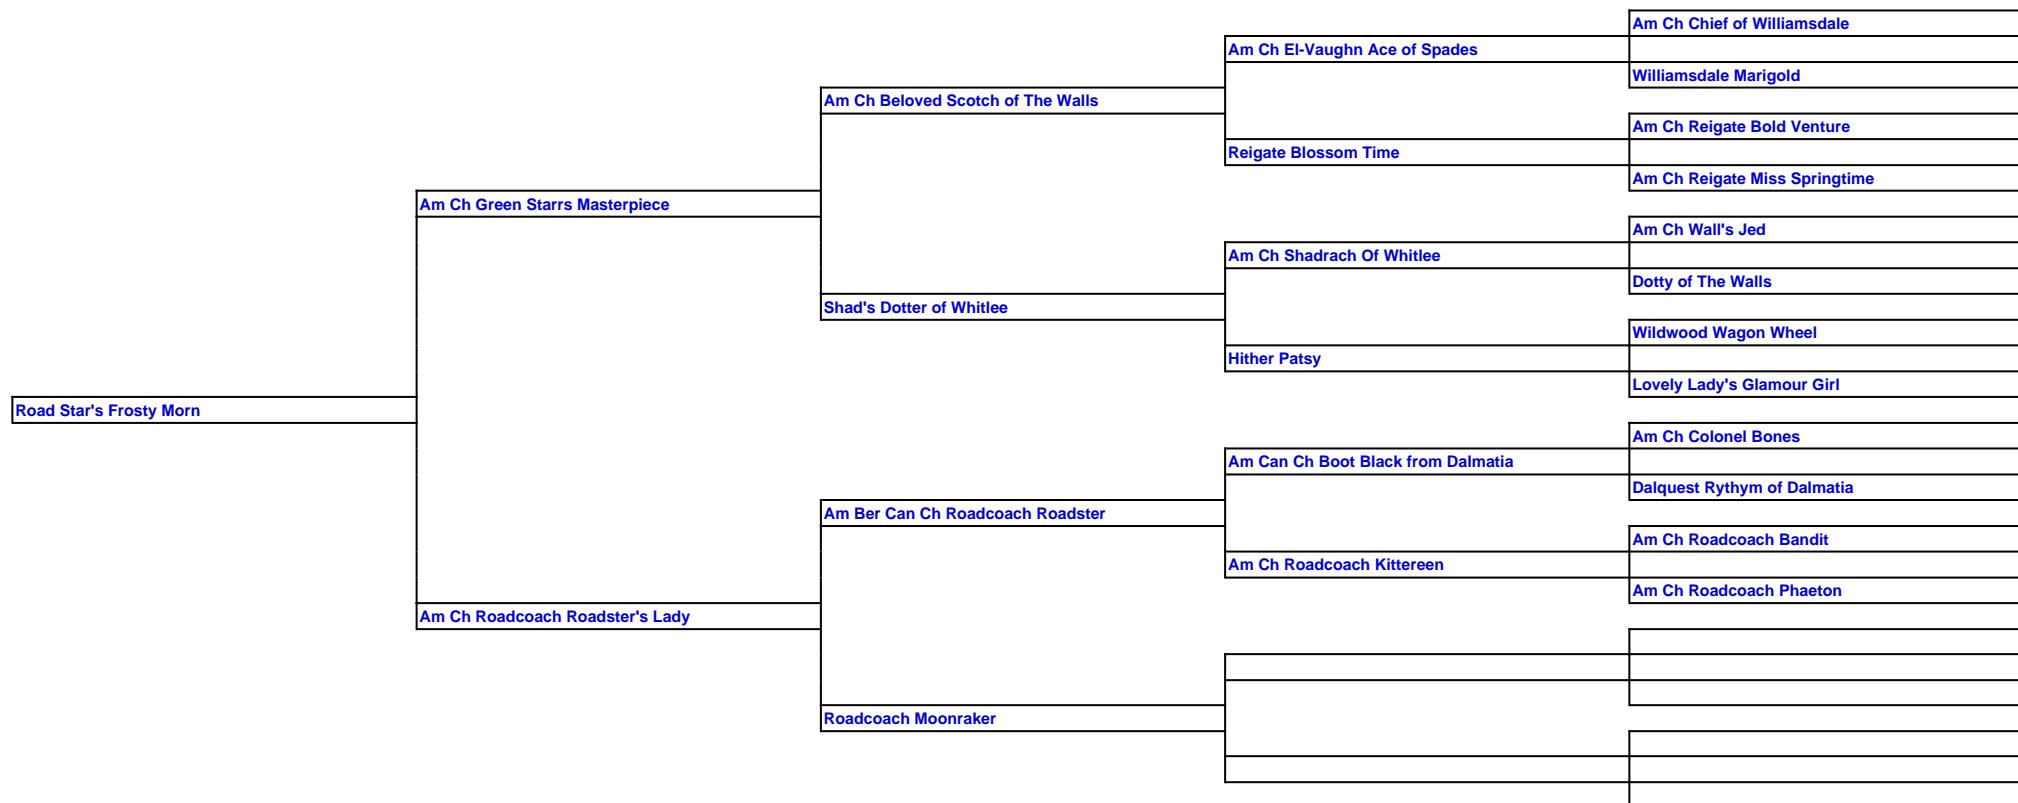 Am Ch Chief of Williamsdale
Am Ch El-Vaughn Ace of Spades
Williamsdale Marigold
Am Ch Beloved Scotch of The Walls
Am Ch Reigate Bold Venture
Reigate Blossom Time
Am Ch Reigate Miss Springtime
Am Ch Green Starrs Masterpiece
Am Ch Wall's Jed
Am Ch Shadrach Of Whitlee
Dotty of The Walls
Shad's Dotter of Whitlee
Wildwood Wagon Wheel
Hither Patsy
Lovely Lady's Glamour Girl
Road Star's Frosty Morn
Am Ch Colonel Bones
Am Can Ch Boot Black from Dalmatia
Dalquest Rythym of Dalmatia
Am Ber Can Ch Roadcoach Roadster
Am Ch Roadcoach Bandit
Am Ch Roadcoach Kittereen
Am Ch Roadcoach Phaeton
Am Ch Roadcoach Roadster's Lady
Roadcoach Moonraker